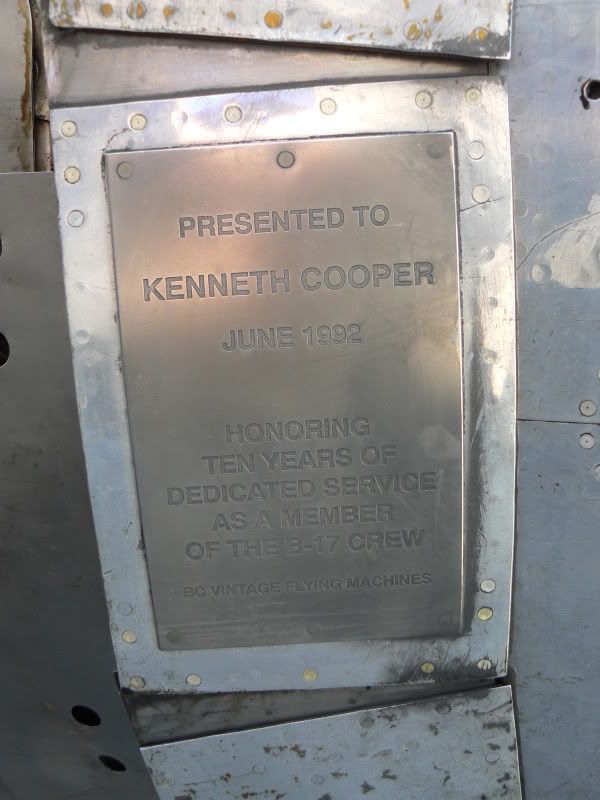 PRESENTED TO
KENNETH COOPER
JUNE 1992
HONORING
TEN YEARS OF
DEDICATED SERVICE
AS A MEMBER
OF THE B-17 CREW
BC VINTAGE FLYING MACHINES